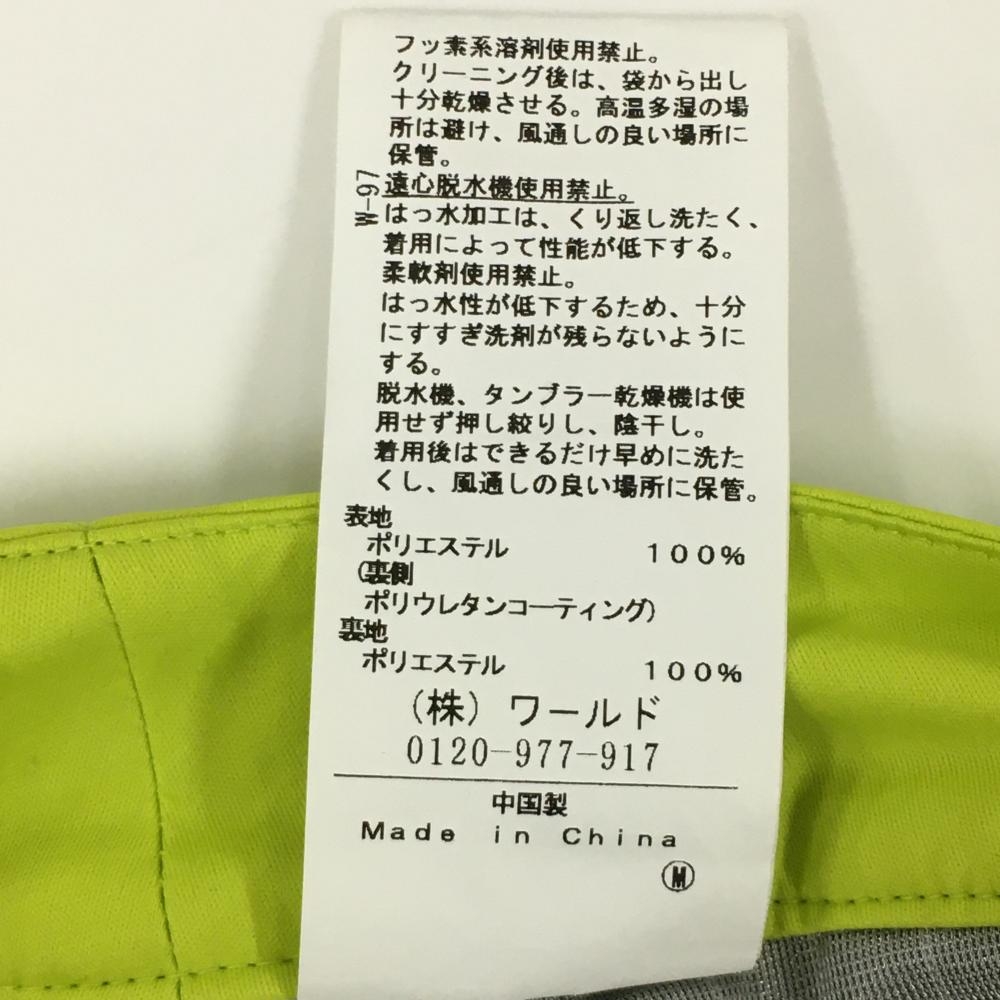 フッ素系溶剤使用禁止。
クリーニング後は、袋から出し
十分乾燥させる。高温多湿の場
所は避け、風通しの良い場所に
保管。
遠心脱水機使用禁止。
はっ水加工は、くり返し洗たく、
着用によって性能が低下する。
柔軟剤使用禁止。
はっ水性が低下するため、十分
にすすぎ洗剤が残らないように
する。
脱水機、タンブラー乾燥機は使
用せず押し絞りし、陰干し。
着用後はできるだけ早めに洗た
くし、風通しの良い場所に保管。
W-97
表地
ポリエステル 100%
(裏側
ポリウレタンコーティング)
裏地
ポリエステル 100%
(株)ワールド
0120-977-917
中国製
Made in China
Ⓜ